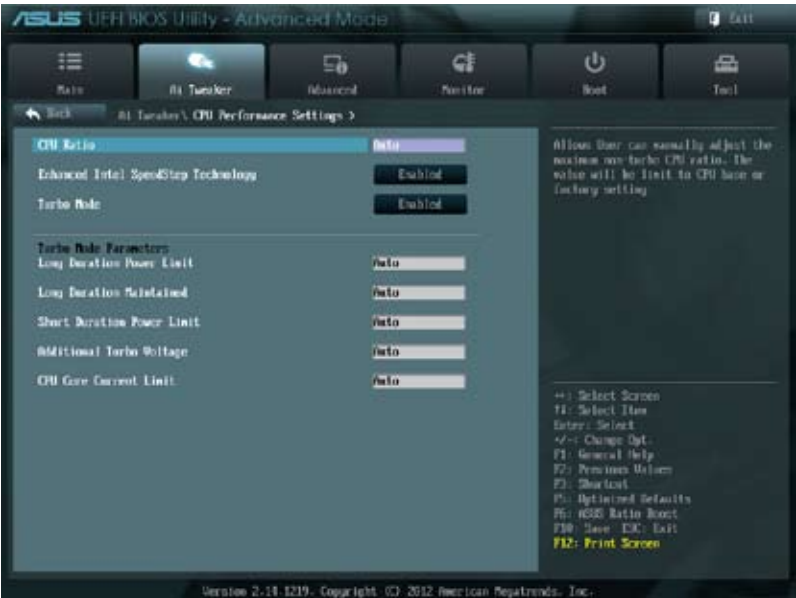 ASUS UEFI BIOS Utility - Advanced Mode
Exit
Main
Ai Tweaker
Advanced
Monitor
Boot
Tool
Back
Ai Tweaker\ CPU Performance Settings >
CPU Ratio
Auto
Enhanced Intel SpeedStep Technology
Enabled
Turbo Mode
Enabled
Turbo Mode Parameters
Long Duration Power Limit
Auto
Long Duration Maintained
Auto
Short Duration Power Limit
Auto
Additional Turbo Voltage
Auto
CPU Core Current Limit
Auto
Allows User can manually adjust the
maximum non-turbo CPU ratio. The
value will be limit to CPU base or
factory setting
→←: Select Screen
↑↓: Select Item
Enter: Select
+/-: Change Opt.
F1: General Help
F2: Previous Values
F3: Shortcut
F5: Optimized Defaults
F6: ASUS Ratio Boost
F10: Save ESC: Exit
F12: Print Screen
Version 2.14.1219. Copyright (C) 2012 American Megatrends, Inc.